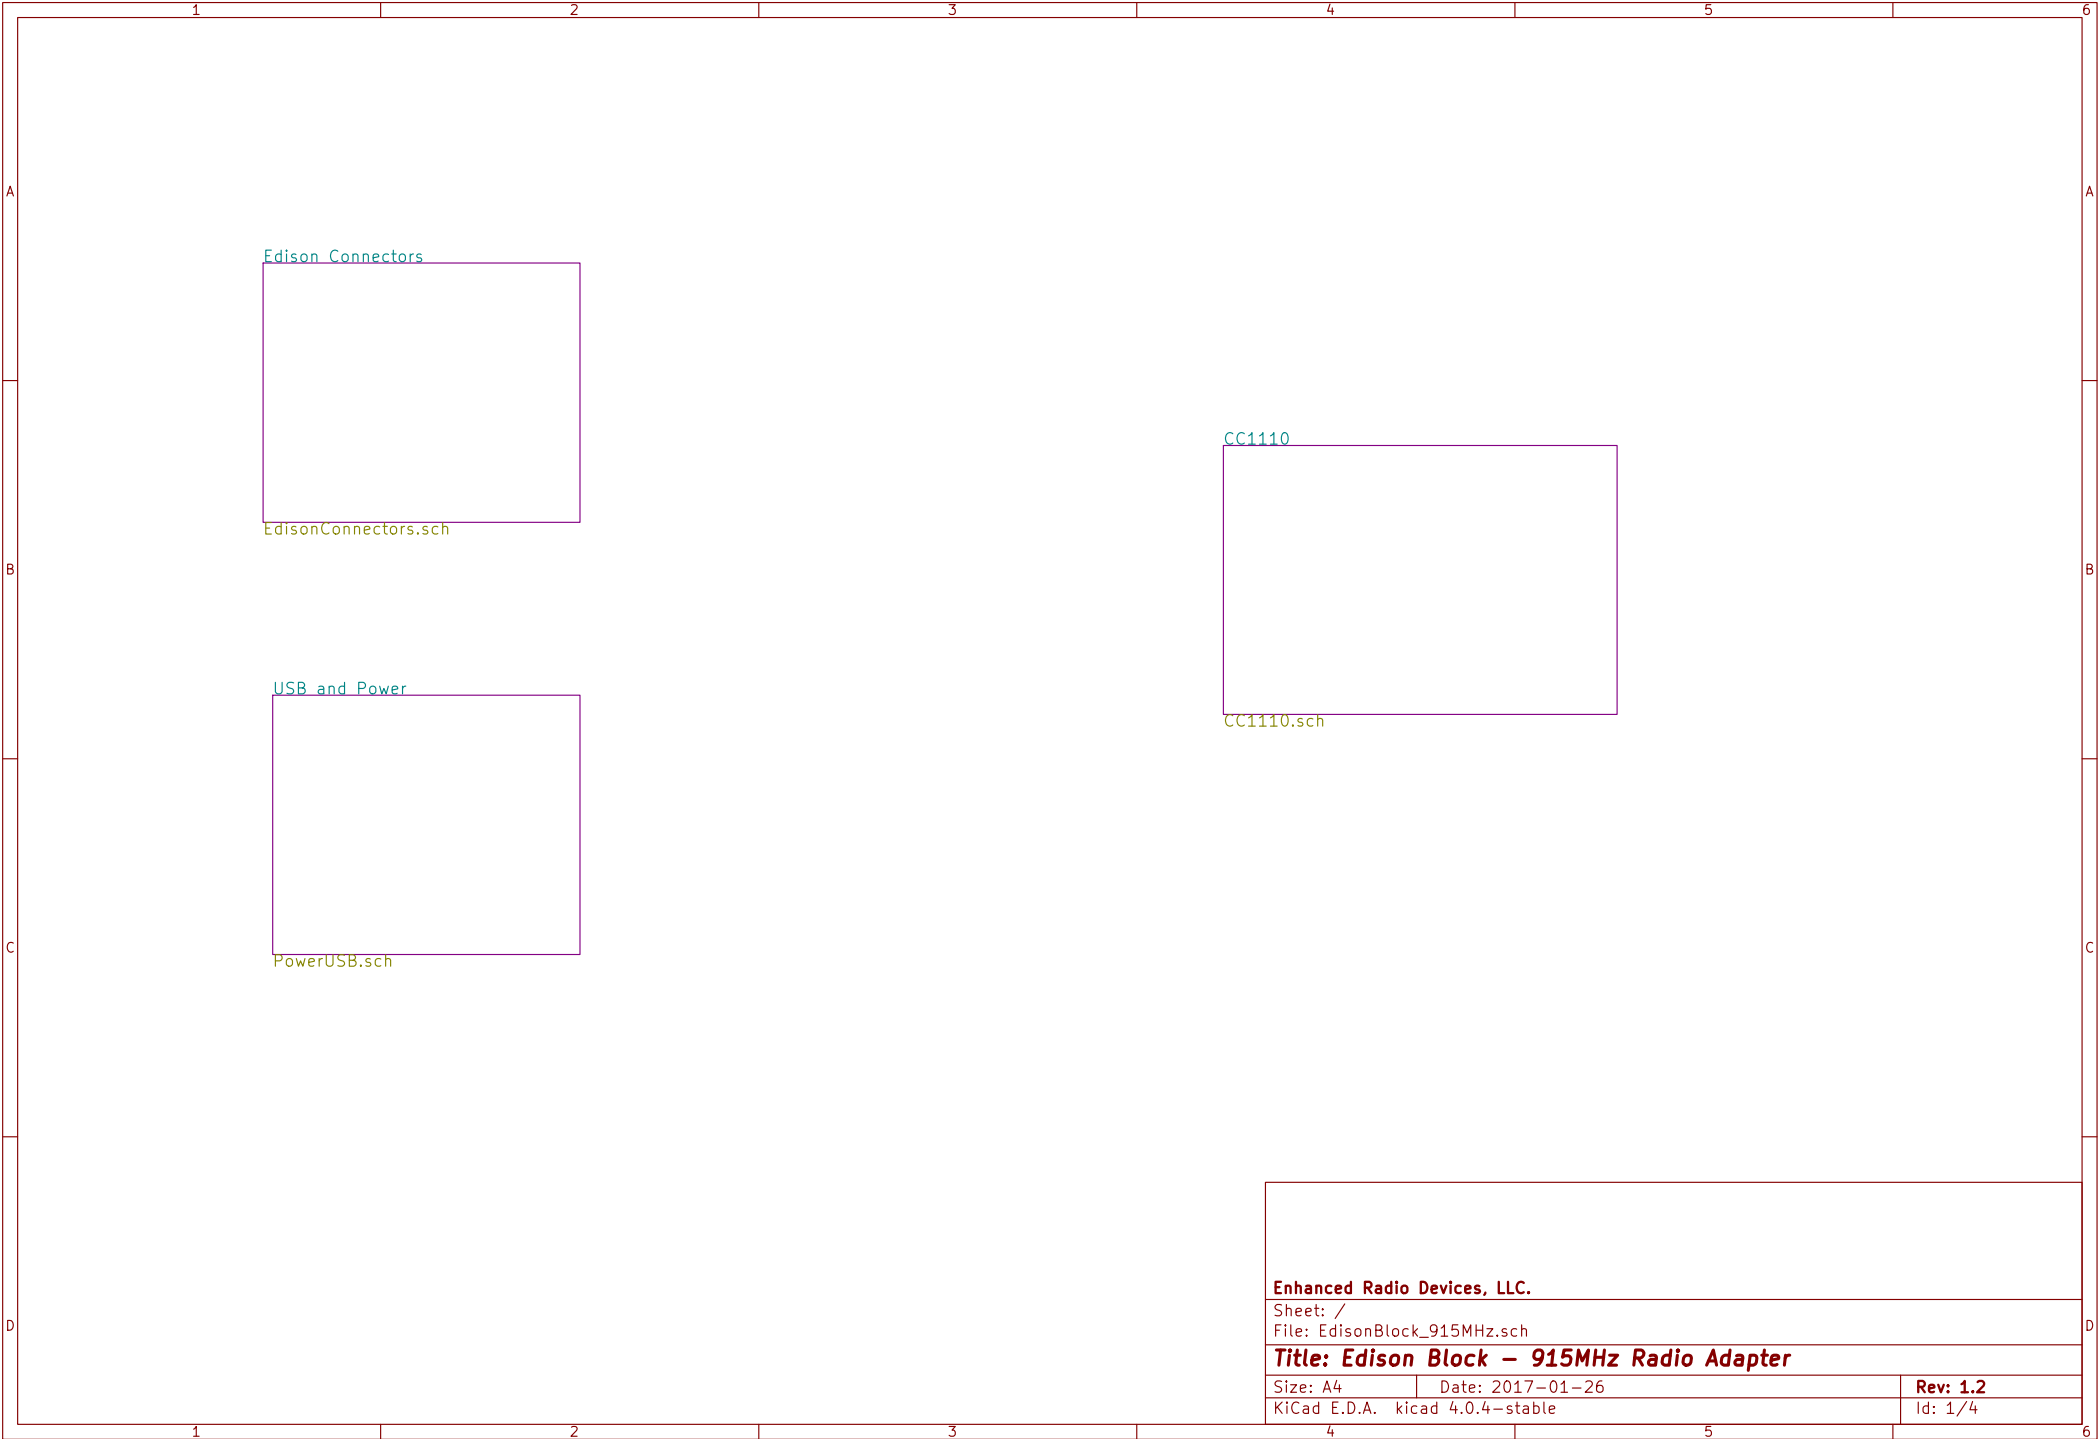 1 2 3 4 5 6
A A
Edison Connectors
CC1110
EdisonConnectors.sch
B B
USB and Power
CC1110.sch
C C
PowerUSB.sch
Enhanced Radio Devices, LLC.
Sheet: /
File: EdisonBlock_915MHz.sch
D D
Title: Edison Block - 915MHz Radio Adapter
Size: A4 Date: 2017-01-26 Rev: 1.2
KiCad E.D.A. kicad 4.0.4-stable Id: 1/4
1 2 3 4 5 6